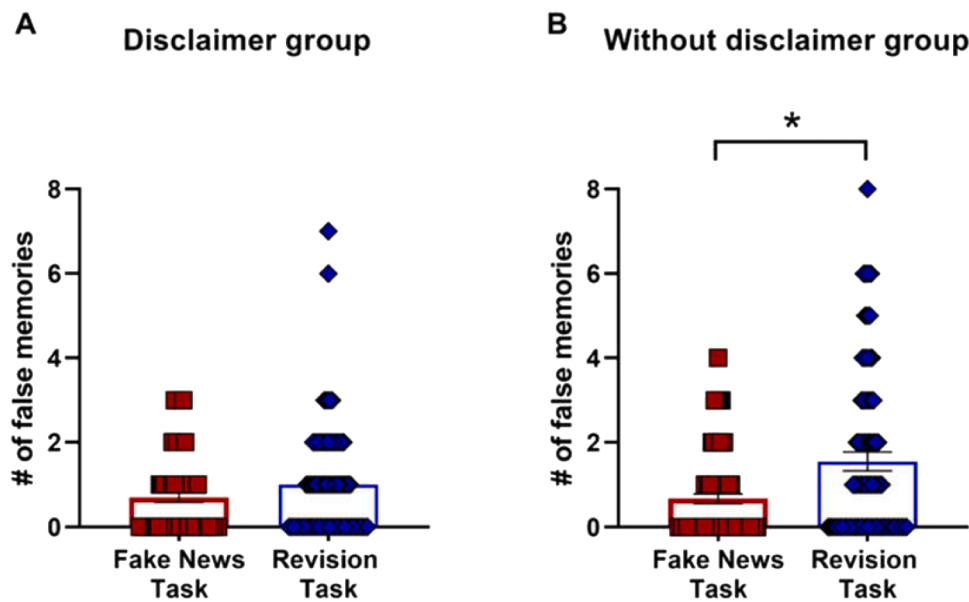 A
Disclaimer group
# of false memories
8
6
4
2
0
Fake News
Task
Revision
Task
B
Without disclaimer group
*
# of false memories
8
6
4
2
0
Fake News
Task
Revision
Task